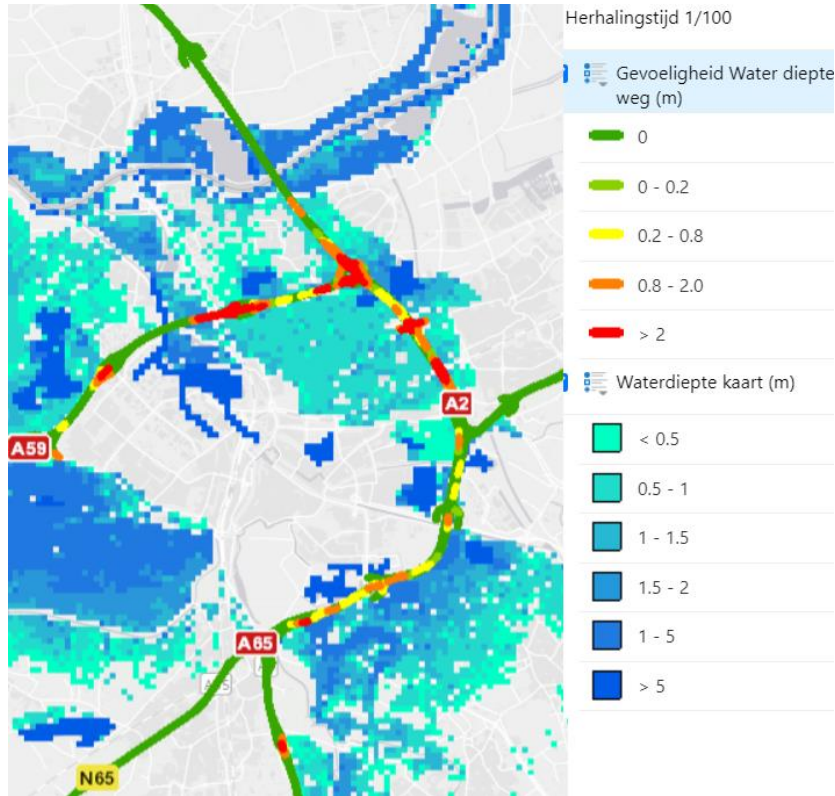 Herhalingstijd 1/100
Gevoeligheid Water diepte
weg (m)
0
0 - 0.2
0.2 - 0.8
0.8 - 2.0
> 2
Waterdiepte kaart (m)
< 0.5
0.5 - 1
1 - 1.5
1.5 - 2
1 - 5
> 5
A2
A59
A65
N65